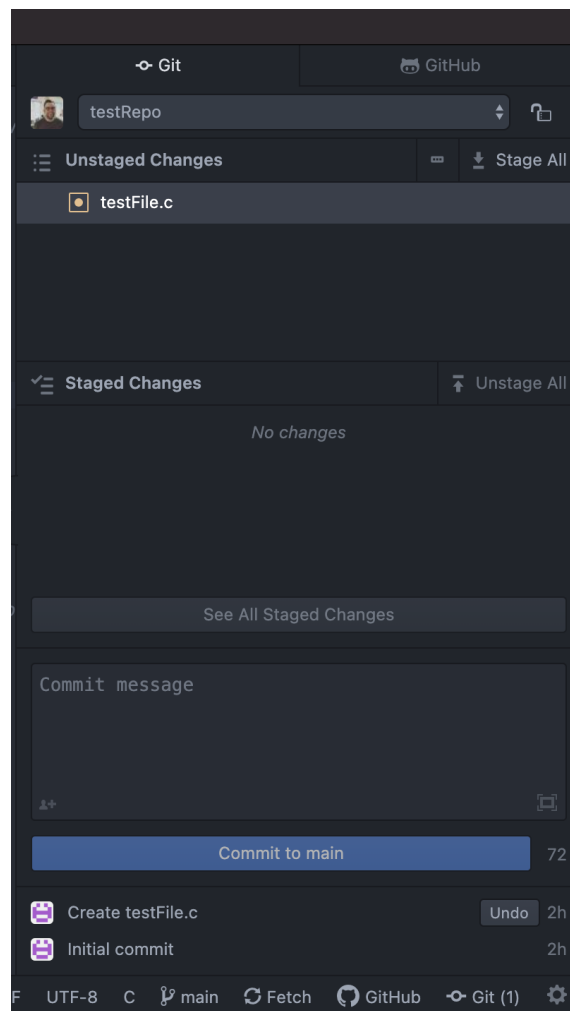 Git
GitHub
testRepo
Unstaged Changes
Stage All
testFile.c
Staged Changes
Unstage All
No changes
See All Staged Changes
Commit message
Commit to main
72
Create testFile.c
Undo
2h
Initial commit
2h
F UTF-8 C main Fetch GitHub Git (1)